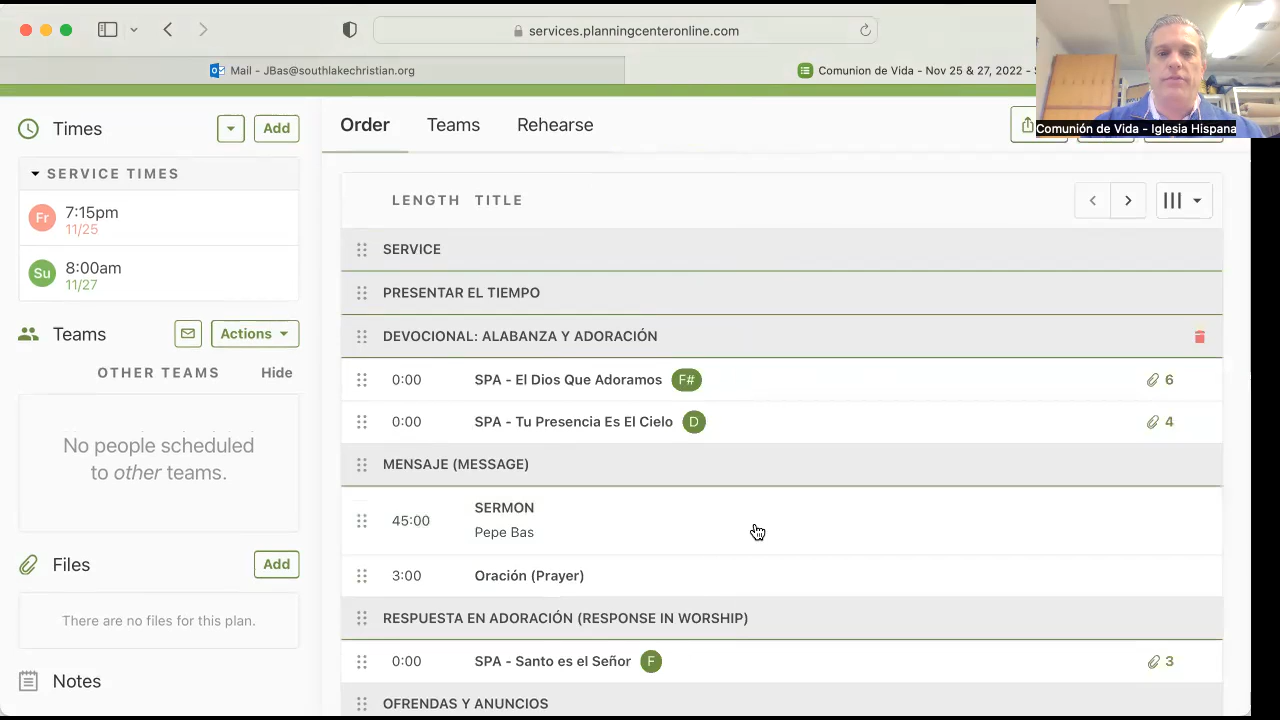 services.planningcenteronline.com
Mail - JBas@southlakechristian.org
Comunion de Vida - Nov 25 & 27, 2022 - S
Comunión de Vida - Iglesia Hispana
Times
Add
SERVICE TIMES
Fr
7:15pm
11/25
Su
8:00am
11/27
Teams
Actions
OTHER TEAMS
Hide
No people scheduled
to other teams.
Files
Add
There are no files for this plan.
Notes
Order
Teams
Rehearse
LENGTH TITLE
SERVICE
PRESENTAR EL TIEMPO
DEVOCIONAL: ALABANZA Y ADORACIÓN
0:00 SPA - El Dios Que Adoramos F# 6
0:00 SPA - Tu Presencia Es El Cielo D 4
MENSAJE (MESSAGE)
45:00 SERMON
Pepe Bas
3:00 Oración (Prayer)
RESPUESTA EN ADORACIÓN (RESPONSE IN WORSHIP)
0:00 SPA - Santo es el Señor F 3
OFRENDAS Y ANUNCIOS